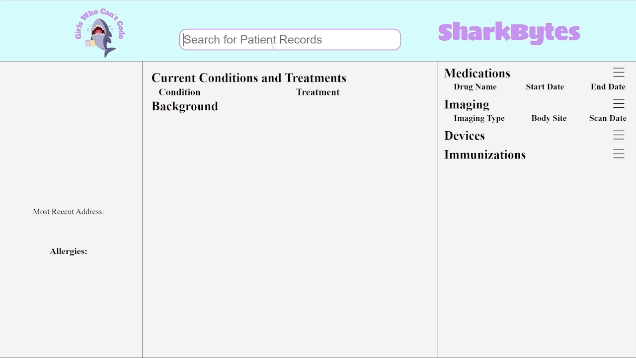 Girls Who Can't Code
Search for Patient Records
SharkBytes
Most Recent Address:
Allergies:
Current Conditions and Treatments
Condition Treatment
Background
Medications
Drug Name Start Date End Date
Imaging
Imaging Type Body Site Scan Date
Devices
Immunizations